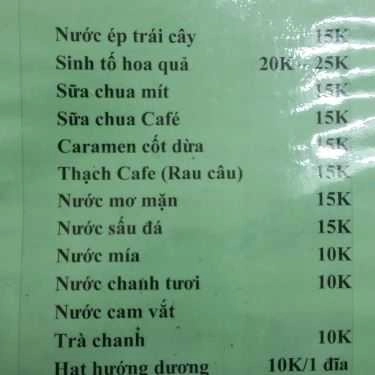 Nước ép trái cây 15K
Sinh tố hoa quả 20K - 25K
Sữa chua mít 15K
Sữa chua Café 15K
Caramen cốt dừa 15K
Thạch Cafe (Rau câu) 15K
Nước mơ mặn 15K
Nước sấu đá 15K
Nước mía 10K
Nước chanh tươi 10K
Nước cam vắt
Trà chanh 10K
Hạt hướng dương 10K/1 đĩa